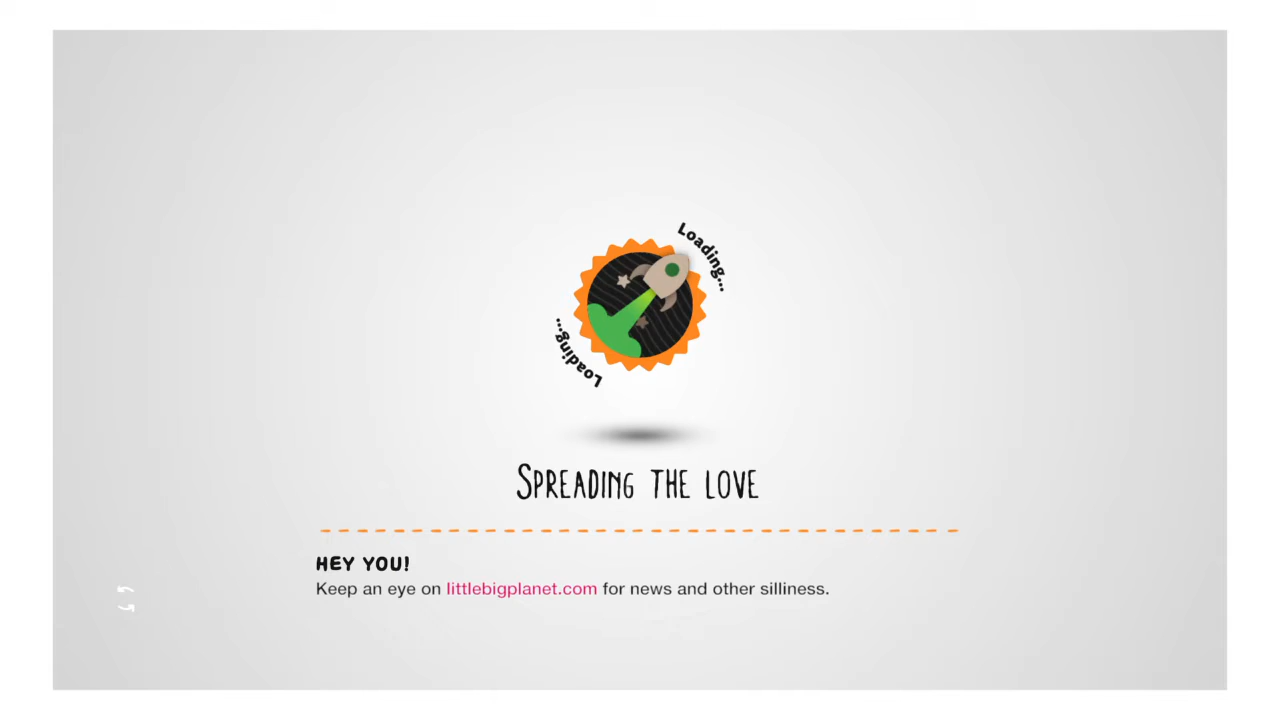 Loading...
Loading...
Spreading the love
HEY YOU!
Keep an eye on littlebigplanet.com for news and other silliness.